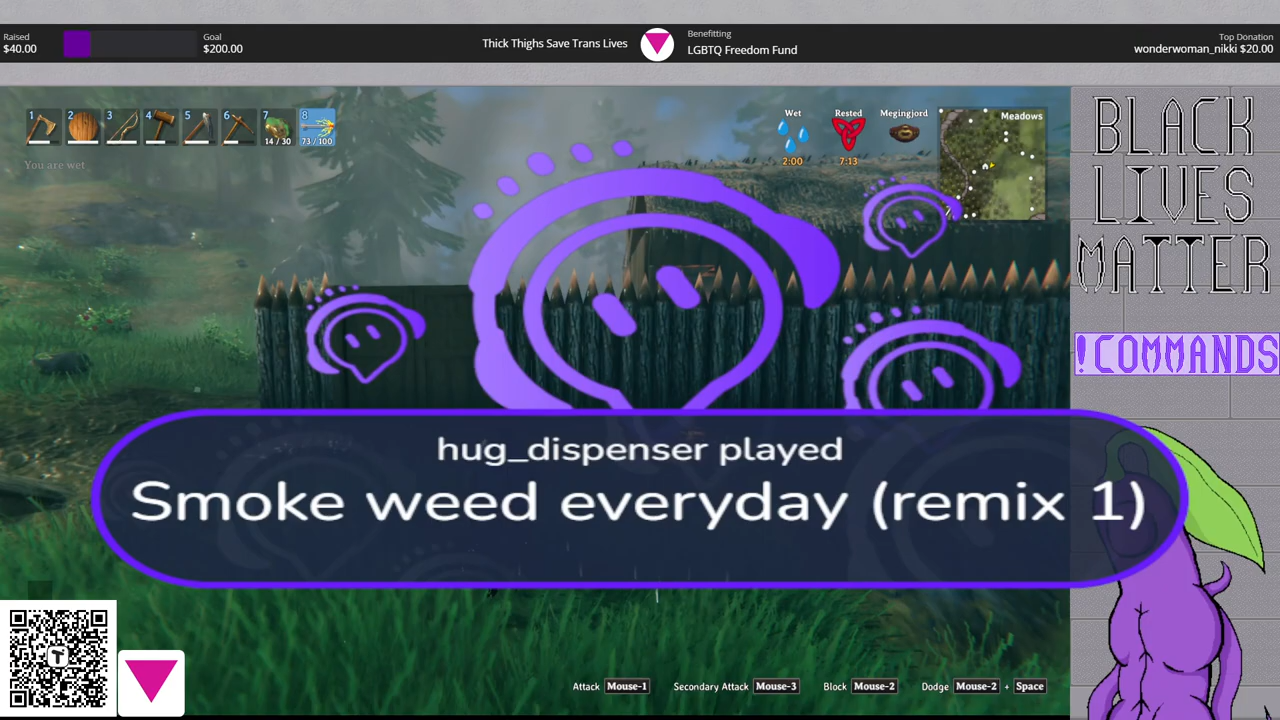 Raised
$40.00
Goal
$200.00
Thick Thighs Save Trans Lives
Benefitting
LGBTQ Freedom Fund
Top Donation
wonderwoman_nikki $20.00
1 2 3 4 5 6 7 8
14 / 30
73 / 100
You are wet
Wet
2:00
Rested
7:13
Megingjord
Meadows
BLACK
LIVES
MATTER
!COMMANDS
hug_dispenser played
Smoke weed everyday (remix 1)
T
Attack Mouse-1 Secondary Attack Mouse-3 Block Mouse-2 Dodge Mouse-2 + Space